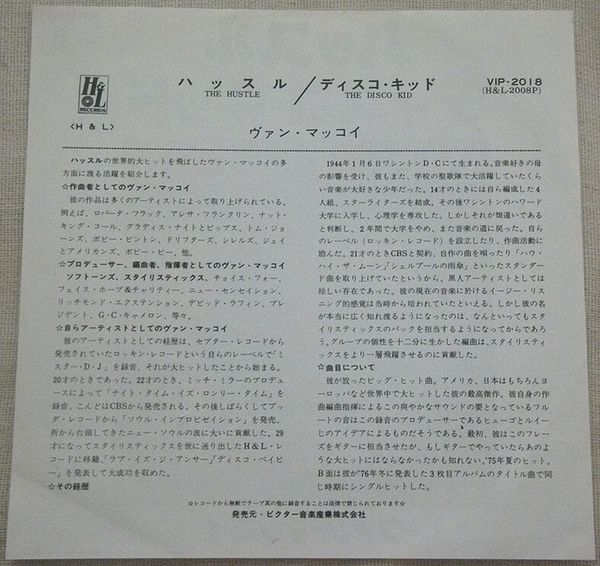 H&L
RECORDS
〈H & L〉
ハッスル／ディスコ・キッド
THE HUSTLE THE DISCO KID
VIP-2018
(H&L-2008P)
ヴァン・マッコイ
ハッスルの世界的大ヒットを飛ばしたヴァン・マッコイの多
方面に渡る活躍を紹介します。
☆作曲者としてのヴァン・マッコイ
彼の作品は多くのアーティストによって取り上げられている。
例えば、ロバータ・フラック、アレサ・フランクリン、ナット・
キング・コール、グラディス・ナイトとピップス、トム・ジョ
ーンズ、ボビー・ビントン、ドリフターズ、シレルズ、ジェイ
とアメリカンズ、ボビー・ビー、他。
☆プロデューサー、編曲者、指揮者としてのヴァン・マッコイ
ソフトーンズ、スタイリスティックス、チョイス・フォー、
フェイス・ホープ&チャリティー、ニュー・センセイション、
リッチモンド・エクステンション、デビッド・ラフィン、プレ
ジデント、G・C・キャメロン、等々。
☆自らアーティストとしてのヴァン・マッコイ
彼のアーティストとしての経歴は、セプター・レコードから
発売されていたロッキン・レコードという自らのレーベルで「ミ
スター・D・J」を録音、それが大ヒットしたことから始まる。
20才のときであった。22才のとき、ミッチ・ミラーのプロデュ
ースによって「ナイト・タイム・イズ・ロンリー・タイム」を
録音、こんどはCBSから発売される。その後しばらくしてブッ
ダ・レコードから「ソウル・インプロビゼイション」を発売、
折から台頭してきたニュー・ソウルの波に大いに貢献した。29
才になってスタイリスティックスを世に送り出したH&L・レ
コードに移籍、「ラブ・イズ・ジ・アンサー」「ディスコ・ベイビ
ー」を発表して大成功を収めた。
☆その経歴
1944年1月6日ワシントンD・Cにて生まれる。音楽好きの母
の影響を受け、彼もまた、学校の聖歌隊で大活躍していたくら
い音楽が大好きな少年だった。14才のときには自ら編成した4
人組、スターライターズを結成。その後ワシントンのハワード
大学に入学し、心理学を専攻した。しかしそれが畑違いである
と判断し、2年間で大学をやめ、また音楽の道に戻った。自ら
のレーベル(ロッキン・レコード)を設立したり、作曲活動に
励んだ。21才のときCBSと契約、自作の曲を唄ったり「ハウ・
ハイ・ザ・ムーン」「シェルブールの雨傘」といったスタンダー
ド曲を取り上げていたというから、黒人アーティストとしては
珍しい存在であった。彼の現在の音楽に於けるイージー・リス
ニング的感覚は当時から培われていたといえる。しかし彼の名
が本当に広く知れ渡るようになったのは、なんといってもスタ
イリスティックスのバックを担当するようになってからであろ
う。グループの個性を十二分に生かした編曲は、スタイリステ
ィックスをより一層飛躍させるのに貢献した。
☆曲目について
彼が放ったビッグ・ヒット曲。アメリカ、日本はもちろんヨ
ーロッパなど世界中で大ヒットした彼の最高傑作。彼自身の作
曲編曲指揮によるこの爽やかなサウンドの要となっているフル
ートの音はこの録音のプロデューサーであるヒューゴとルイー
ジのアイデアによるものだそうである。最初、彼はこのフレー
ズをギターに担当させたが、もしギターでやっていたらあのよ
うな大ヒットにはならなかったかも知れない。'75年夏のヒット。
B面は彼が'76年冬に発表した3枚目アルバムのタイトル曲で同
じ時期にシングルヒットした。
☆レコードから無断でテープ其の他に録音することは法律で禁じられております☆
発売元・ビクター音楽産業株式会社